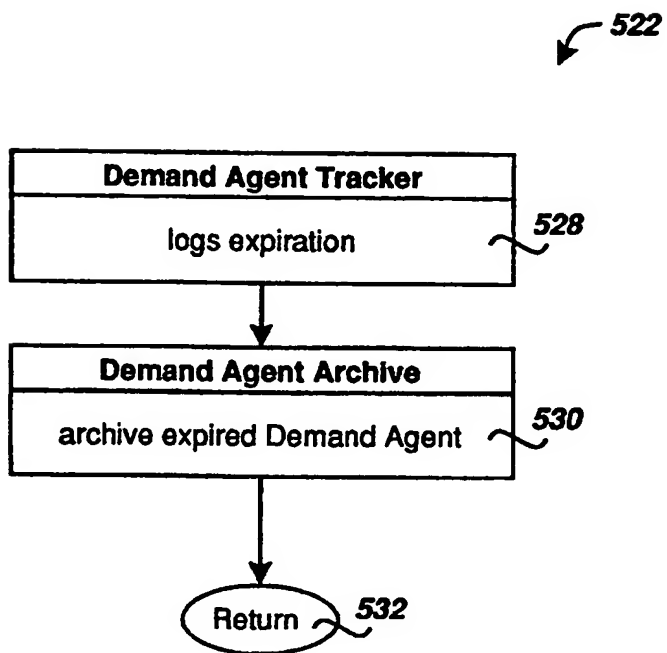 522
Demand Agent Tracker
logs expiration
528
Demand Agent Archive
archive expired Demand Agent
530
Return
532